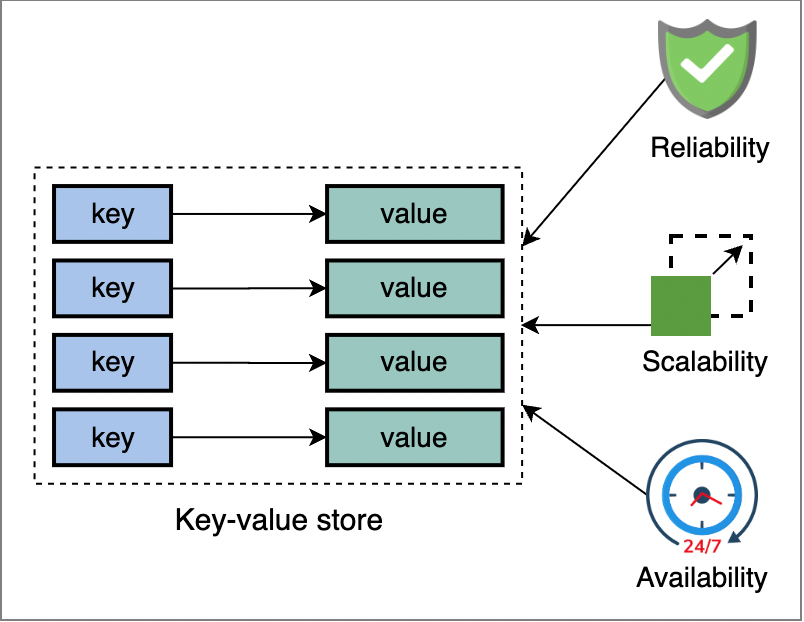 Reliability
key
value
key
value
key
value
Scalability
key
value
Key-value store
24/7
Availability